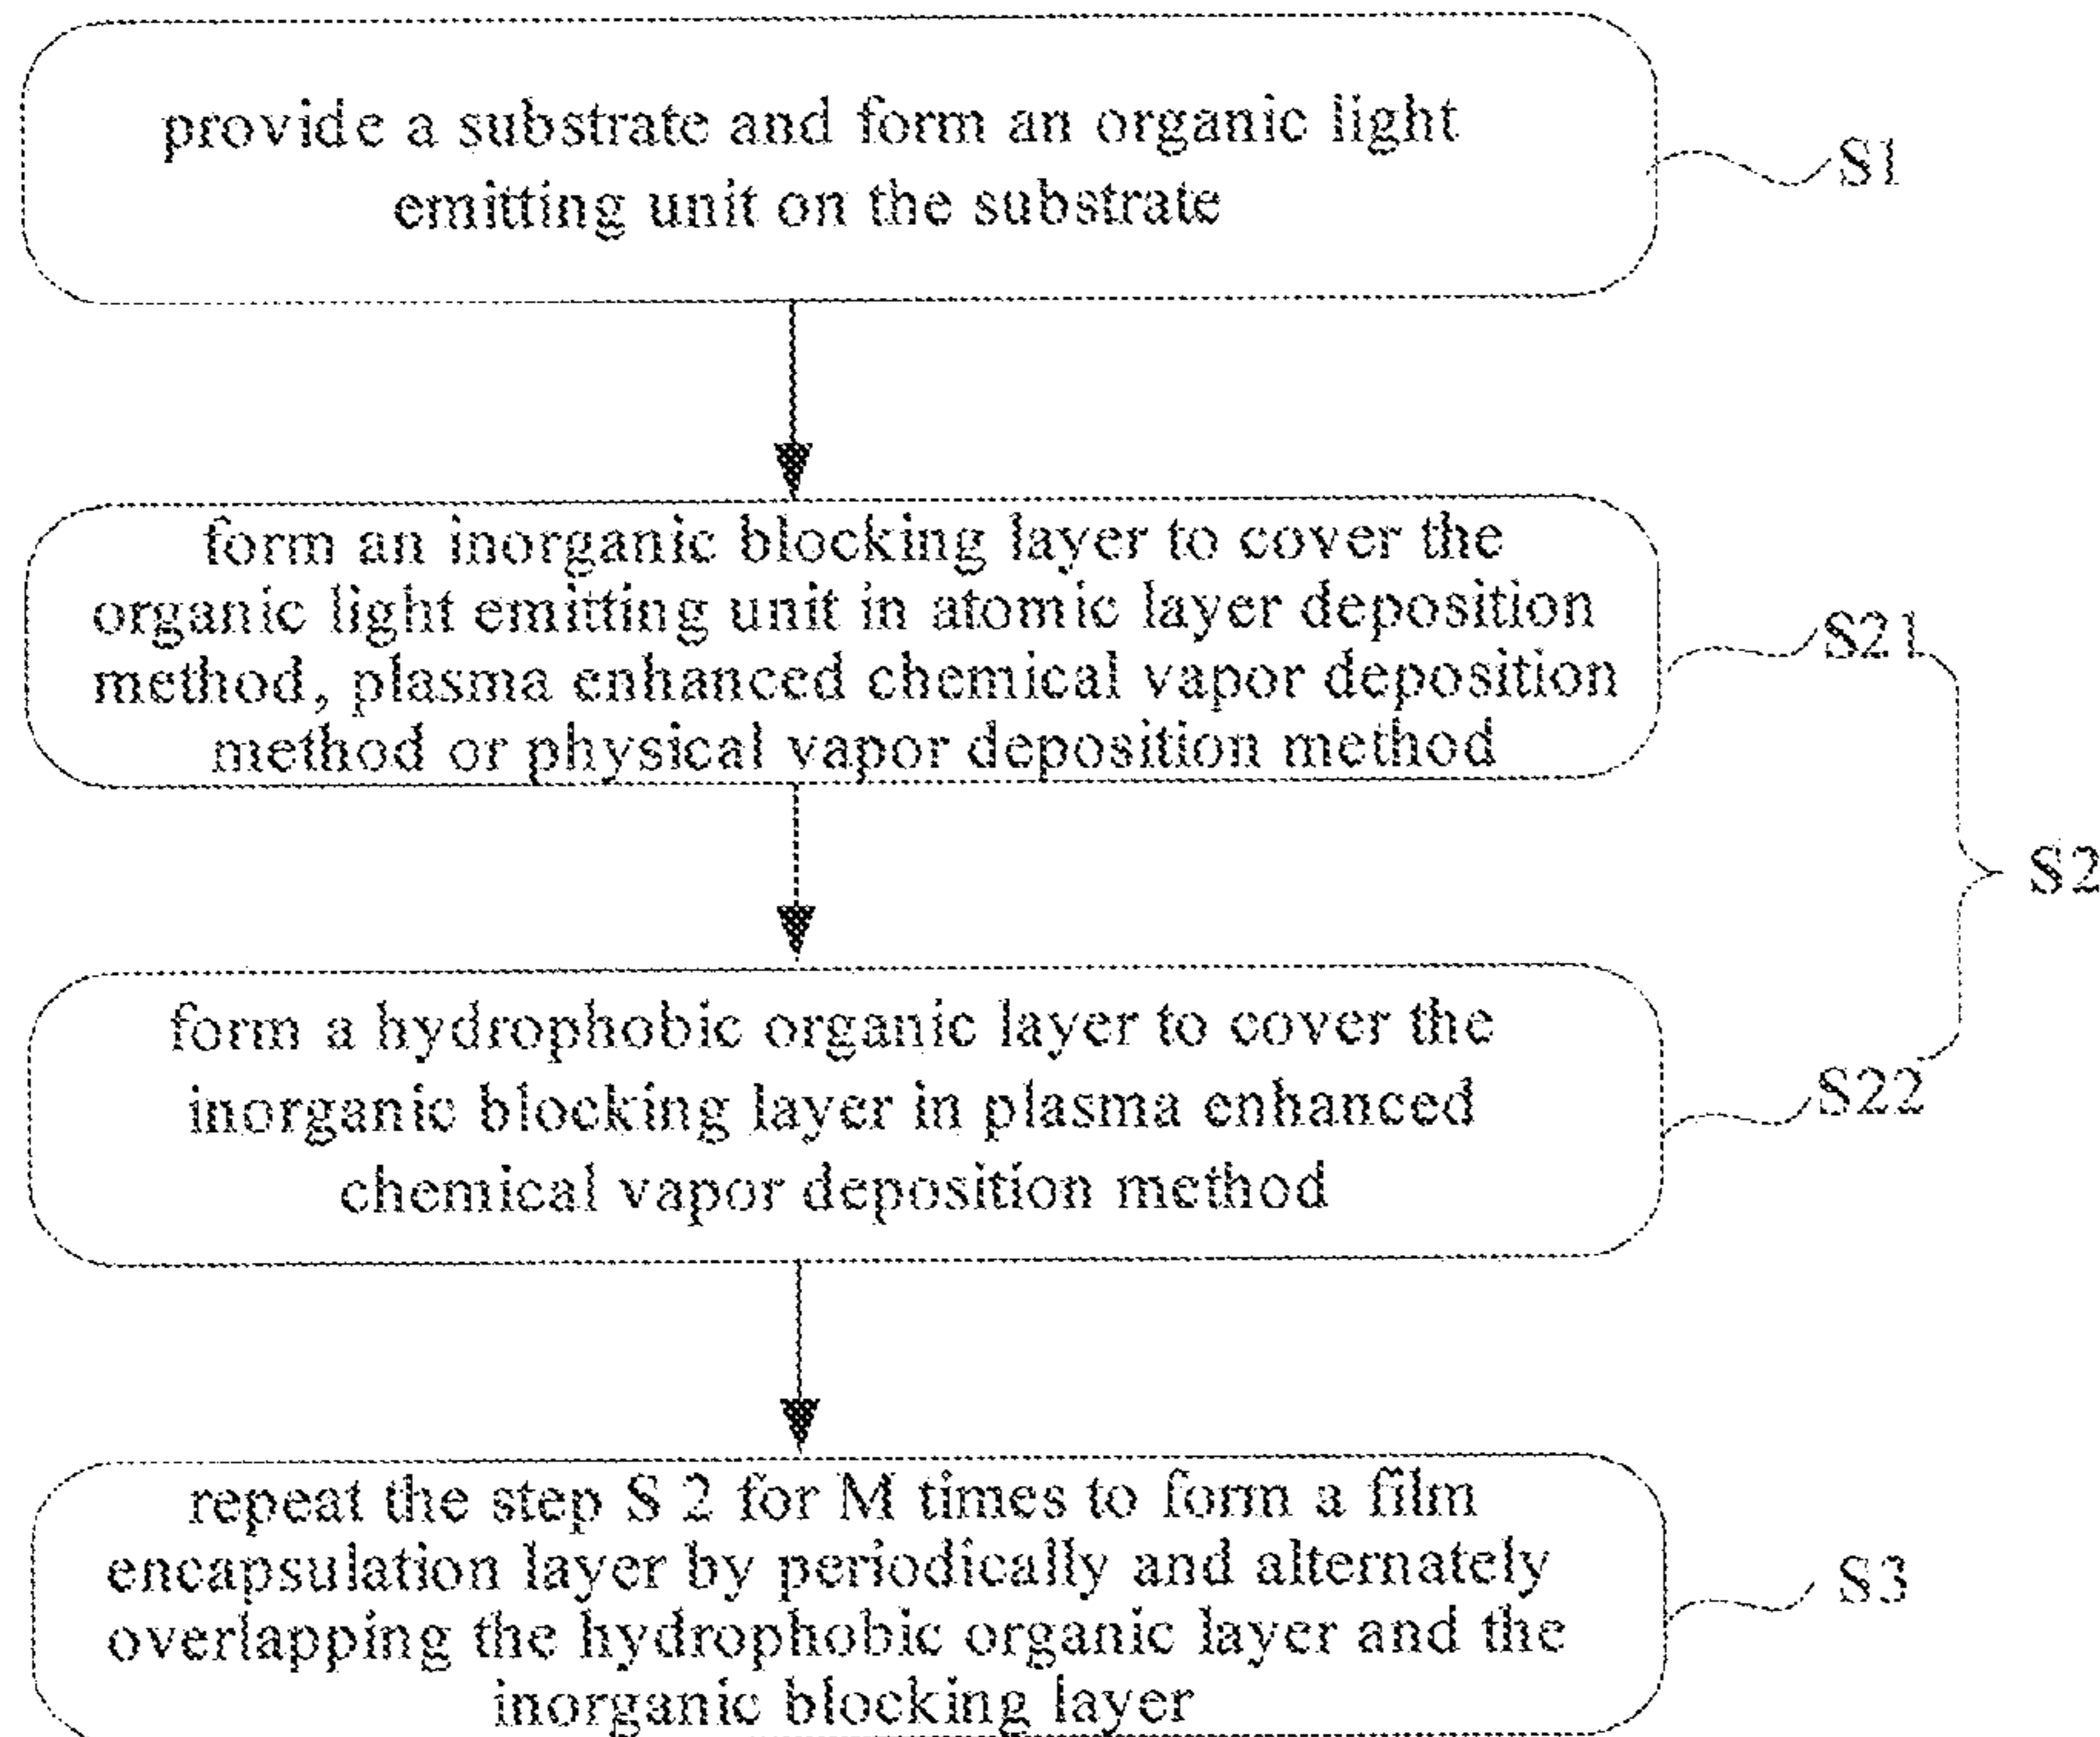 provide a substrate and form an organic light
emitting unit on the substrate
S1
form an inorganic blocking layer to cover the
organic light emitting unit in atomic layer deposition
method, plasma enhanced chemical vapor deposition
method or physical vapor deposition method
S21
S2
form a hydrophobic organic layer to cover the
inorganic blocking layer in plasma enhanced
chemical vapor deposition method
S22
repeat the step S 2 for M times to form a film
encapsulation layer by periodically and alternately
overlapping the hydrophobic organic layer and the
inorganic blocking layer
S3